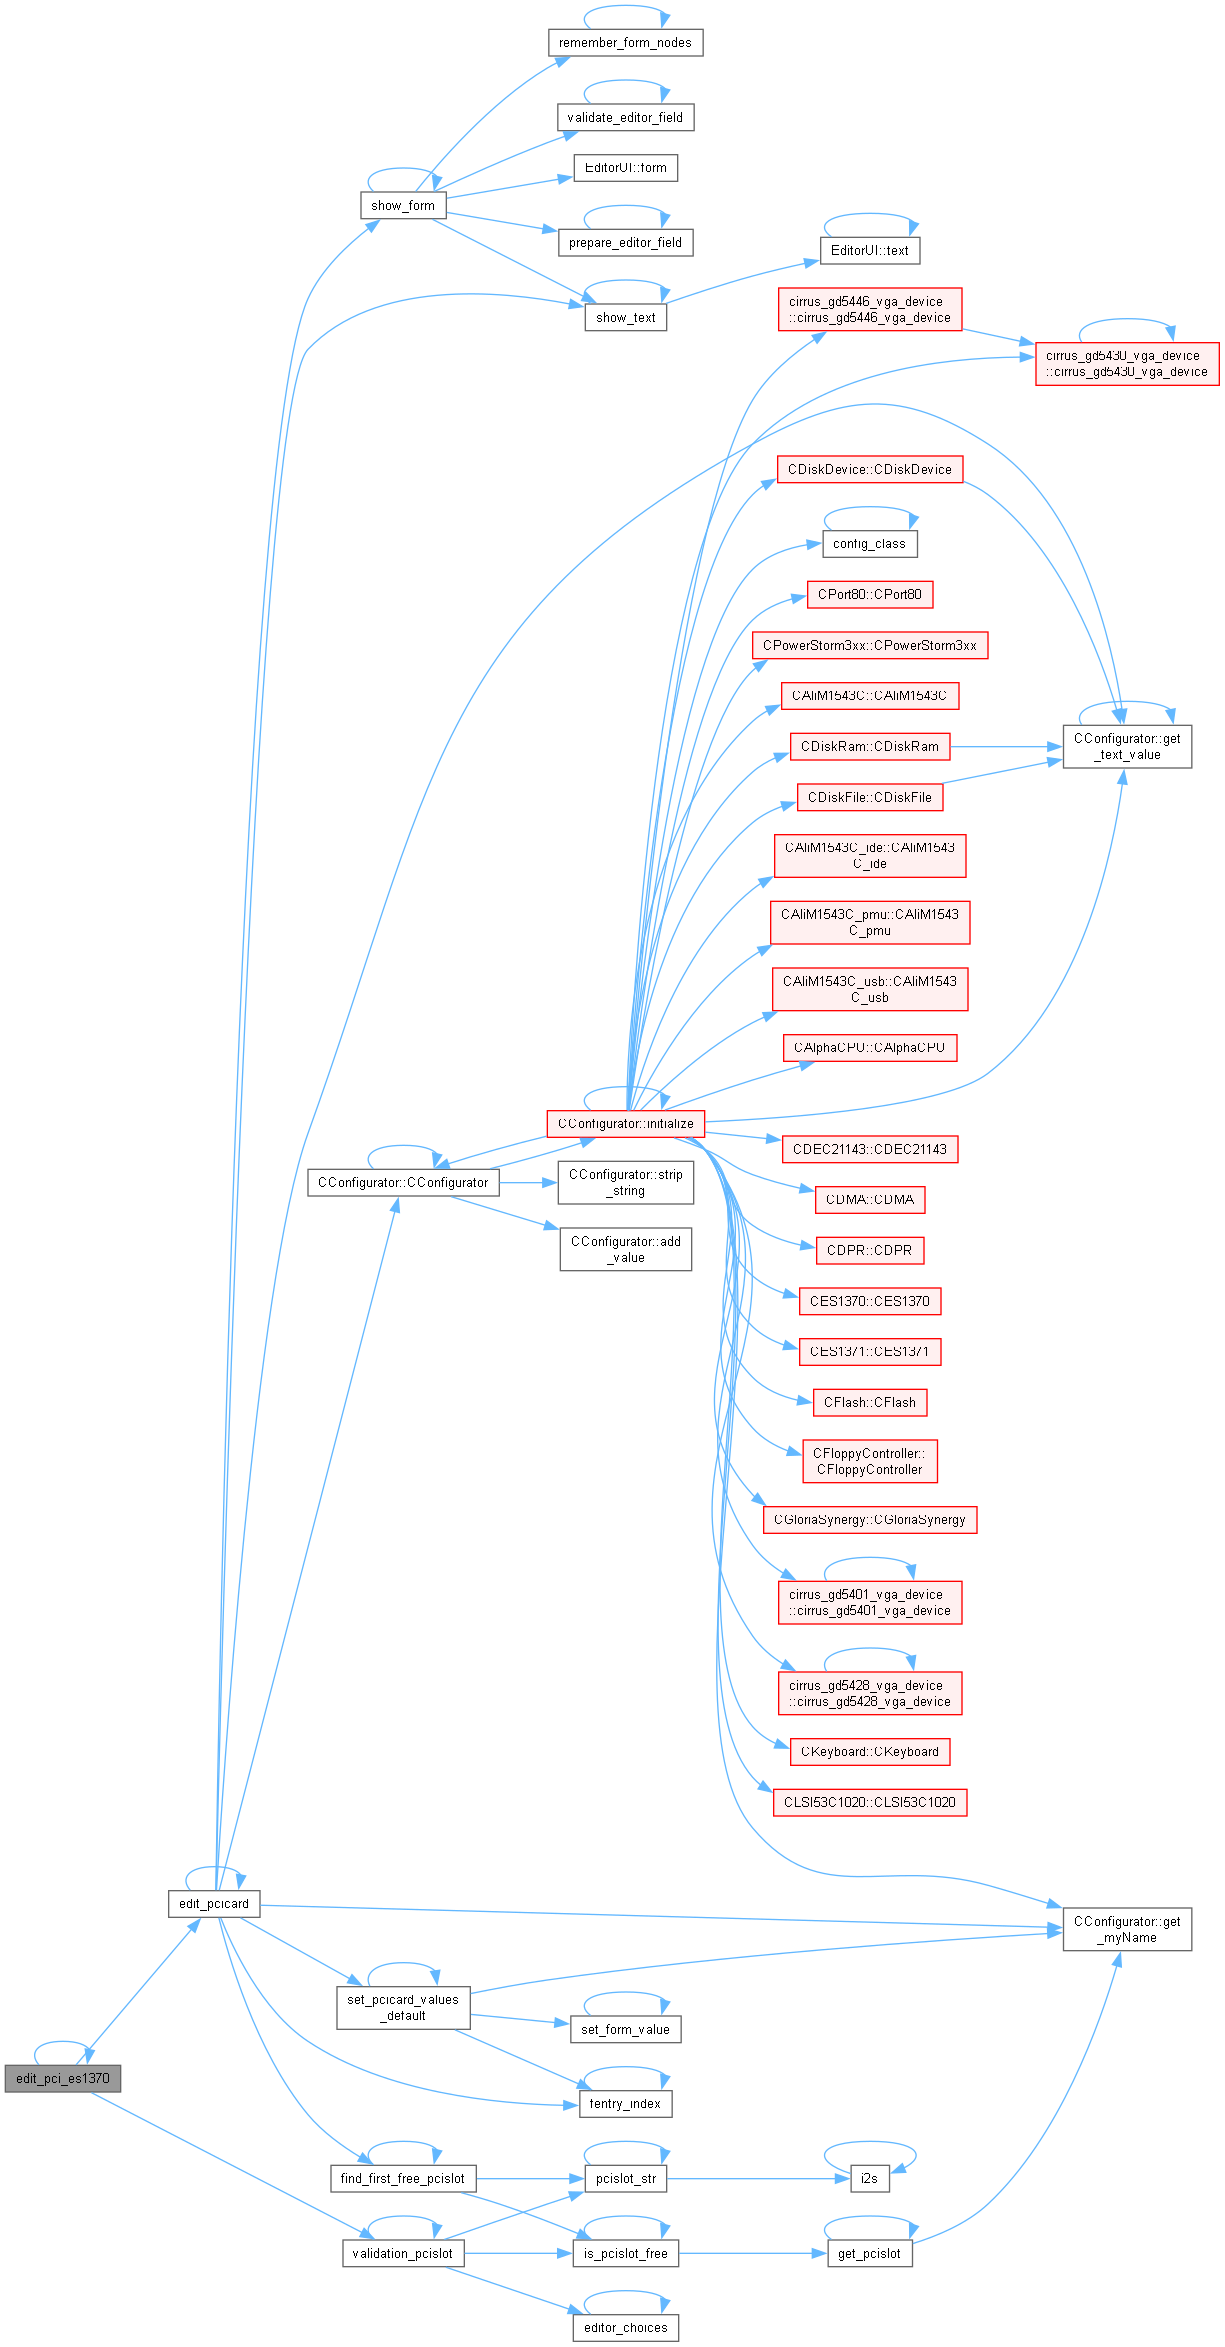 remember_form_nodes
validate_editor_field
EditorUI::form
show_form
prepare_editor_field
EditorUI::text
show_text
cirrus_gd5446_vga_device
::cirrus_gd5446_vga_device
cirrus_gd5430_vga_device
::cirrus_gd5430_vga_device
CDiskDevice::CDiskDevice
config_class
CPort80::CPort80
CPowerStorm3xx::CPowerStorm3xx
CAliM1543C::CAliM1543C
CConfigurator::get
_text_value
CDiskRam::CDiskRam
CDiskFile::CDiskFile
CAliM1543C_ide::CAliM1543
C_ide
CAliM1543C_pmu::CAliM1543
C_pmu
CAliM1543C_usb::CAliM1543
C_usb
CAlphaCPU::CAlphaCPU
CConfigurator::initialize
CDEC21143::CDEC21143
CConfigurator::CConfigurator
CConfigurator::strip
_string
CDMA::CDMA
CConfigurator::add
_value
CDPR::CDPR
CES1370::CES1370
CES1371::CES1371
CFlash::CFlash
CFloppyController::
CFloppyController
CGloriaSynergy::CGloriaSynergy
cirrus_gd5401_vga_device
::cirrus_gd5401_vga_device
cirrus_gd5428_vga_device
::cirrus_gd5428_vga_device
CKeyboard::CKeyboard
CLSI53C1020::CLSI53C1020
edit_pcicard
CConfigurator::get
_myName
set_pcicard_values
_default
set_form_value
edit_pci_es1370
fentry_index
find_first_free_pcislot
pcislot_str
i2s
validation_pcislot
is_pcislot_free
get_pcislot
editor_choices